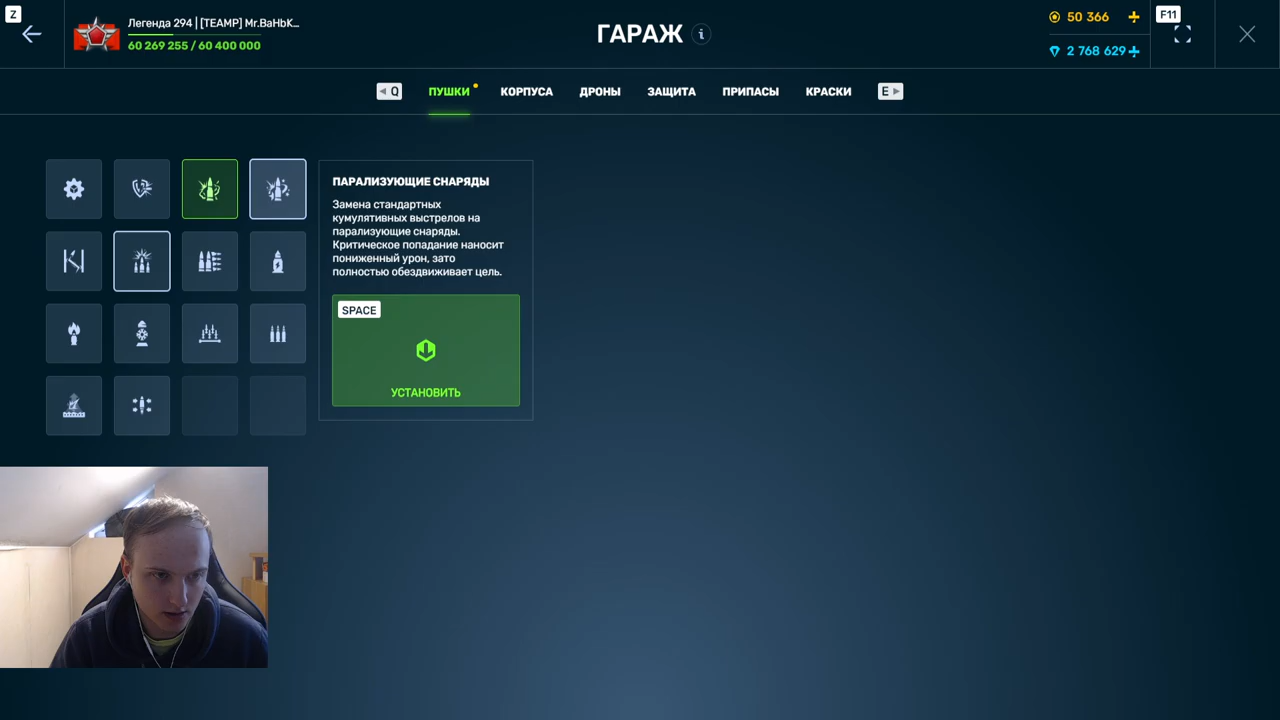 Z
Легенда 294 | [TEAMP] Mr.BaHbK...
60 269 255 / 60 400 000
ГАРАЖ
50 366
2 768 629
F11
Q
ПУШКИ
КОРПУСА
ДРОНЫ
ЗАЩИТА
ПРИПАСЫ
КРАСКИ
E
ПАРАЛИЗУЮЩИЕ СНАРЯДЫ
Замена стандартных
кумулятивных выстрелов на
парализующие снаряды.
Критическое попадание наносит
пониженный урон, зато
полностью обездвиживает цель.
SPACE
УСТАНОВИТЬ